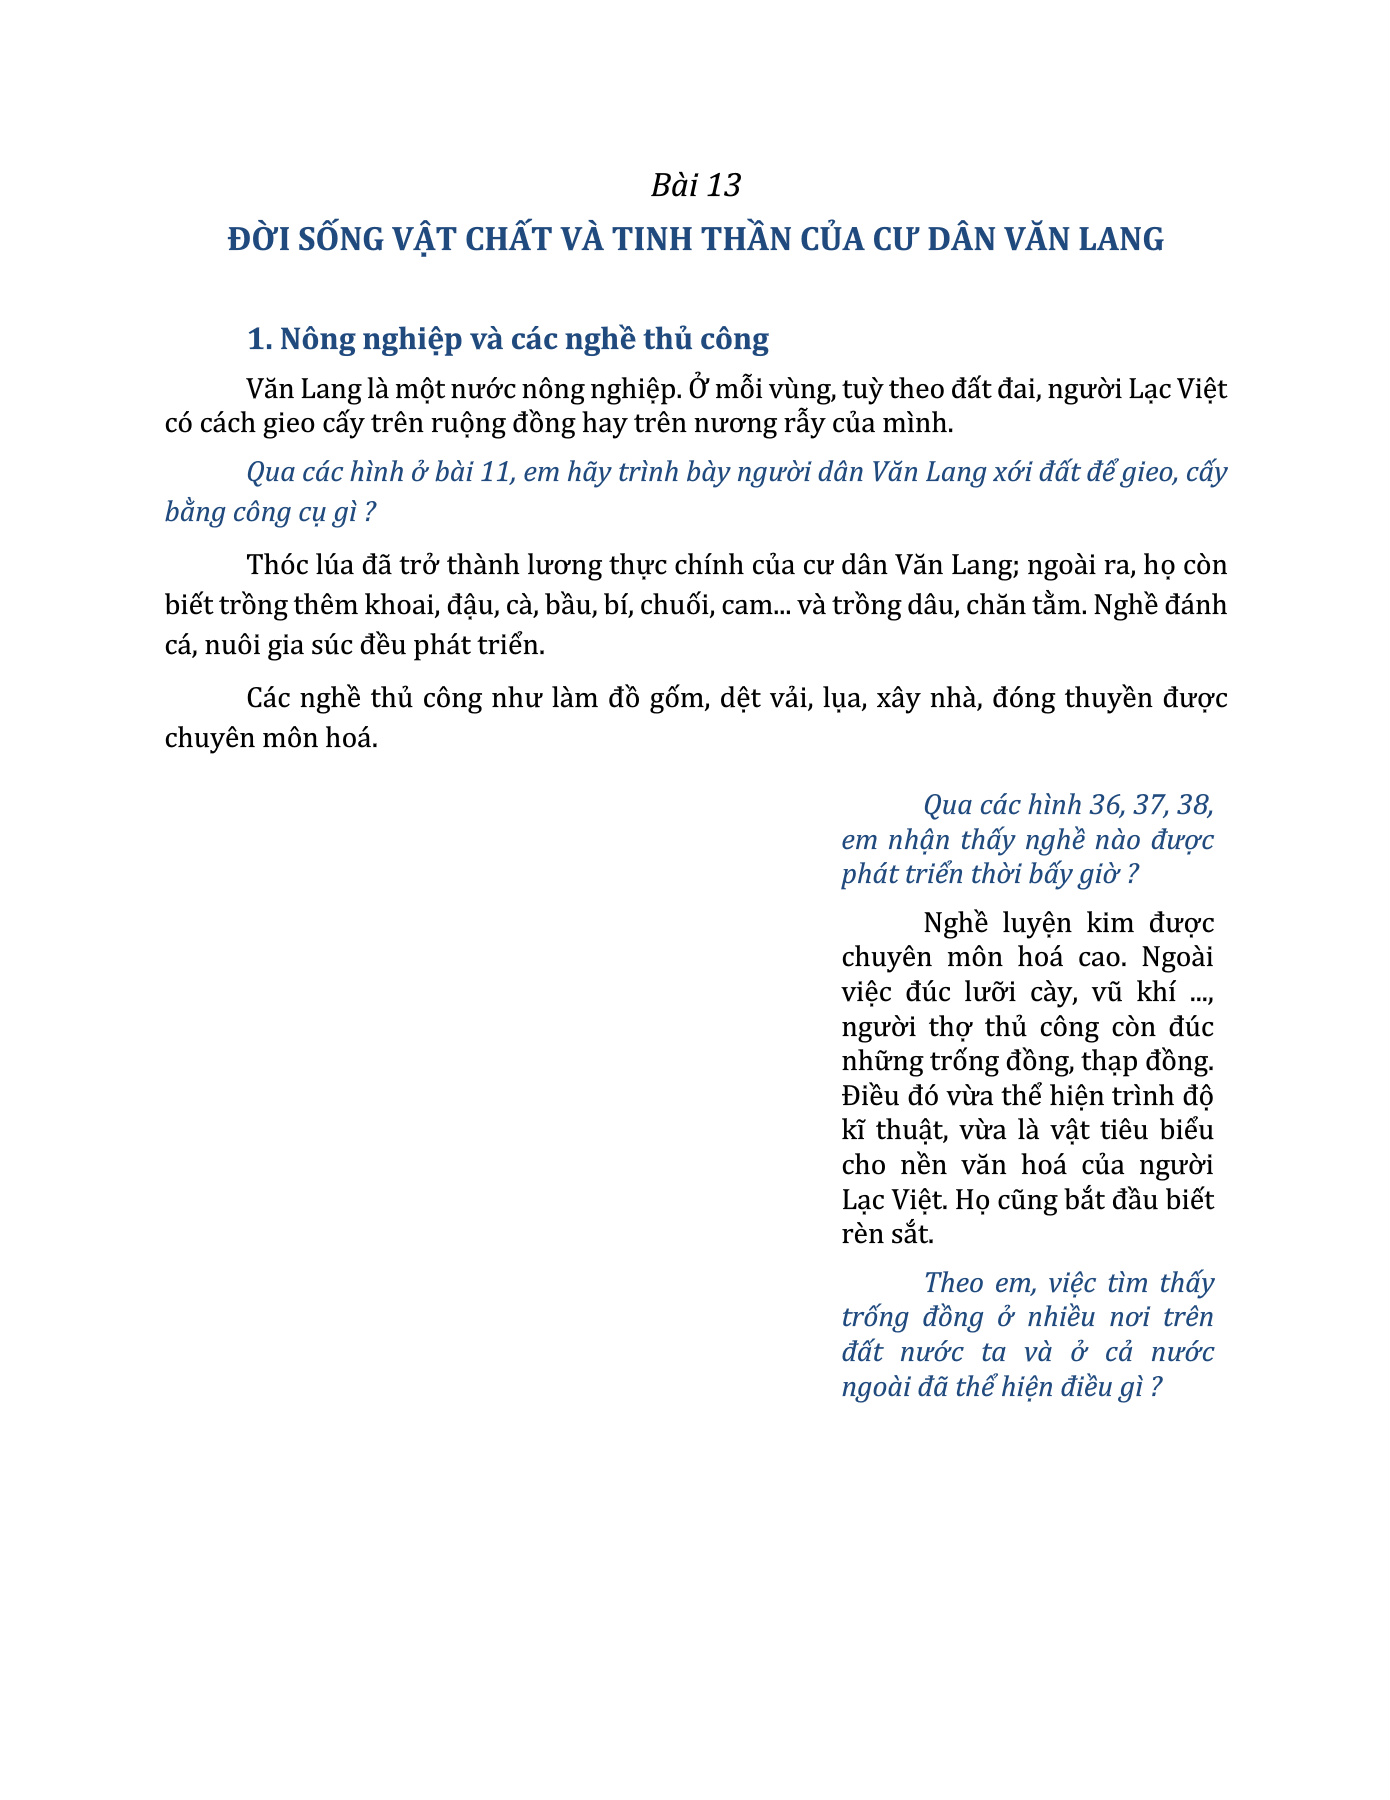 Bài 13
ĐỜI SỐNG VẬT CHẤT VÀ TINH THẦN CỦA CƯ DÂN VĂN LANG
1. Nông nghiệp và các nghề thủ công
Văn Lang là một nước nông nghiệp. Ở mỗi vùng, tuỳ theo đất đai, người Lạc Việt
có cách gieo cấy trên ruộng đồng hay trên nương rẫy của mình.
Qua các hình ở bài 11, em hãy trình bày người dân Văn Lang xới đất để gieo, cấy
bằng công cụ gì ?
Thóc lúa đã trở thành lương thực chính của cư dân Văn Lang; ngoài ra, họ còn
biết trồng thêm khoai, đậu, cà, bầu, bí, chuối, cam... và trồng dâu, chăn tằm. Nghề đánh
cá, nuôi gia súc đều phát triển.
Các nghề thủ công như làm đồ gốm, dệt vải, lụa, xây nhà, đóng thuyền được
chuyên môn hoá.
Qua các hình 36, 37, 38,
em nhận thấy nghề nào được
phát triển thời bấy giờ ?
Nghề luyện kim được
chuyên môn hoá cao. Ngoài
việc đúc lưỡi cày, vũ khí ...,
người thợ thủ công còn đúc
những trống đồng, thạp đồng.
Điều đó vừa thể hiện trình độ
kĩ thuật, vừa là vật tiêu biểu
cho nền văn hoá của người
Lạc Việt. Họ cũng bắt đầu biết
rèn sắt.
Theo em, việc tìm thấy
trống đồng ở nhiều nơi trên
đất nước ta và ở cả nước
ngoài đã thể hiện điều gì ?